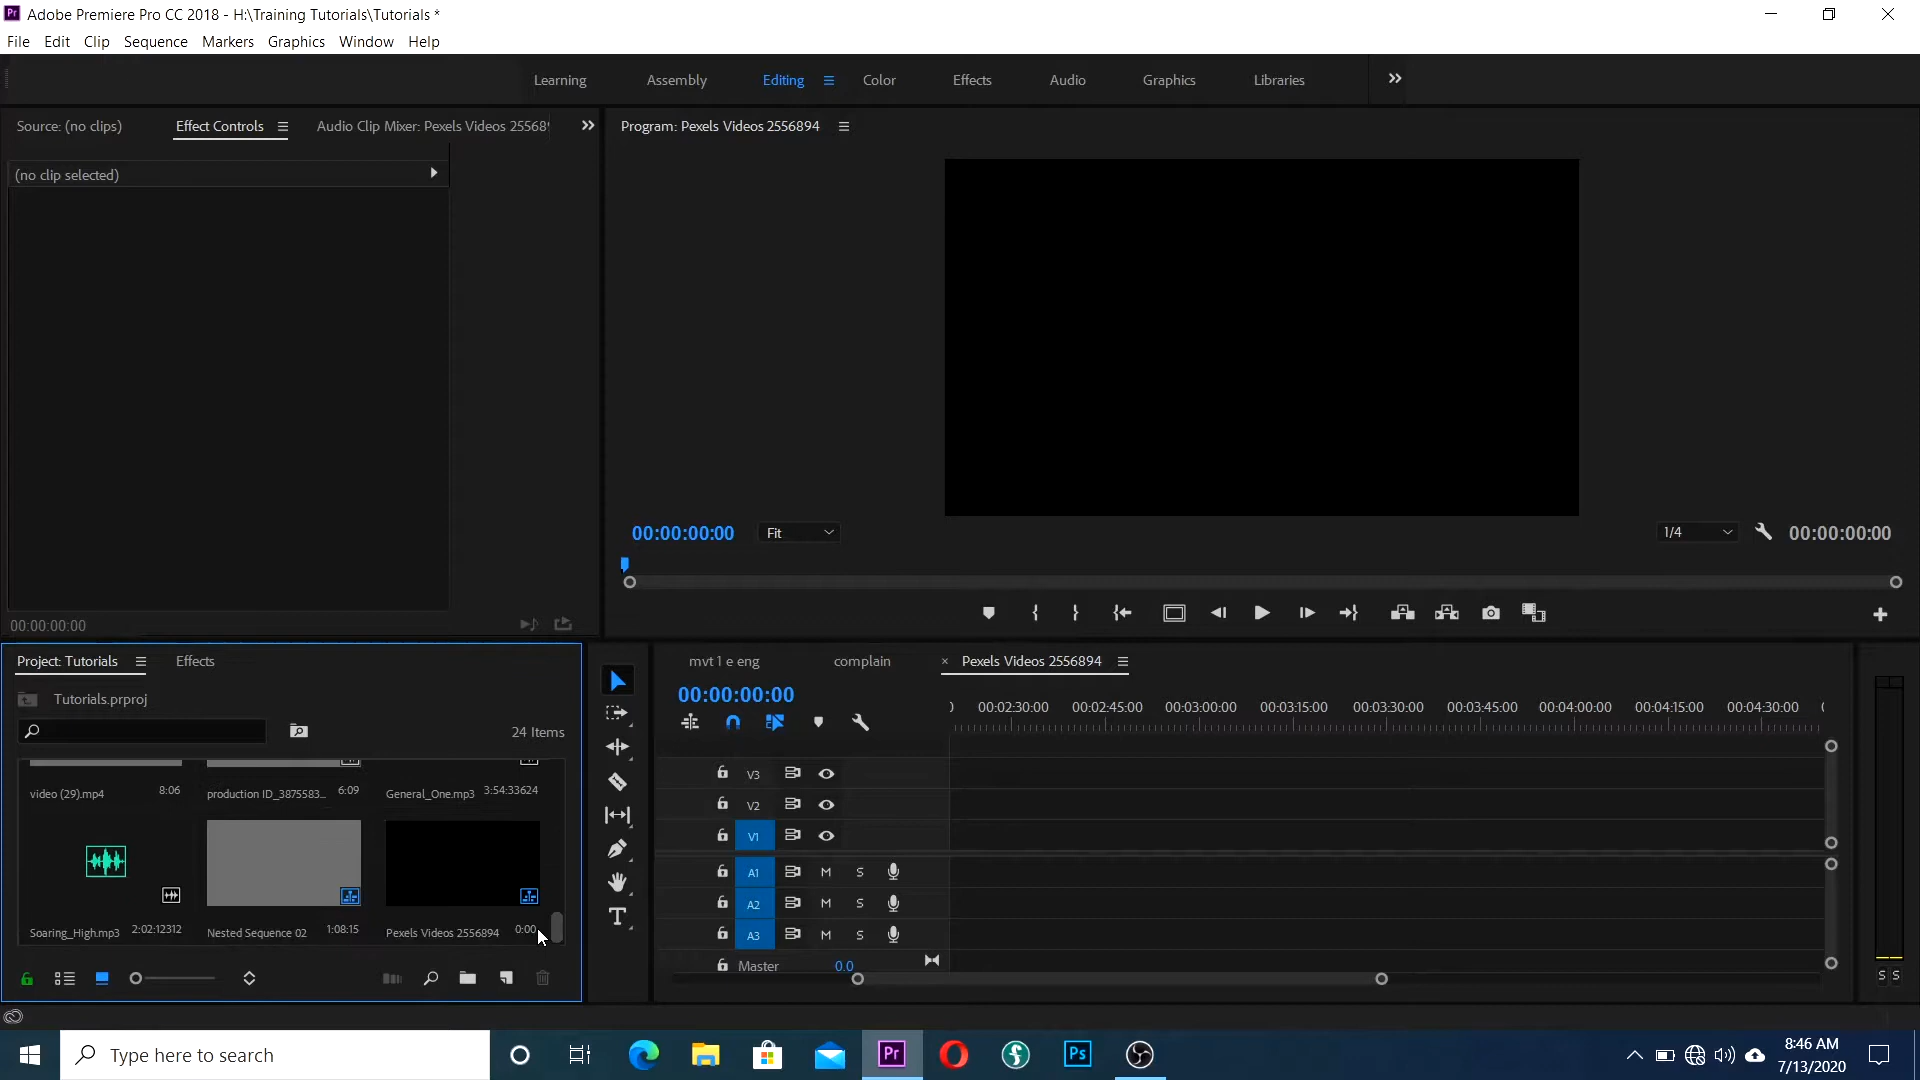 Adobe Premiere Pro CC 2018 - H:\Training Tutorials\Tutorials *
File Edit Clip Sequence Markers Graphics Window Help
Learning Assembly Editing Color Effects Audio Graphics Libraries
Source: (no clips) Effect Controls Audio Clip Mixer: Pexels Videos 25568
Program: Pexels Videos 2556894
(no clip selected)
00:00:00:00 Fit 1/4 00:00:00:00
00:00:00:00
Project: Tutorials Effects
Tutorials.prproj
24 Items
video (29).mp4 8:06
production ID_3875583... 6:09
General_One.mp3 3:54:33624
Soaring_High.mp3 2:02:12312
Nested Sequence 02 1:08:15
Pexels Videos 2556894 0:00
mvt 1 e eng complain × Pexels Videos 2556894
00:00:00:00
00:02:30:00 00:02:45:00 00:03:00:00 00:03:15:00 00:03:30:00 00:03:45:00 00:04:00:00 00:04:15:00 00:04:30:00
V3
V2
V1
A1 M S
A2 M S
A3 M S
Master 0.0
S S
Type here to search
Pr
Ps
8:46 AM
7/13/2020